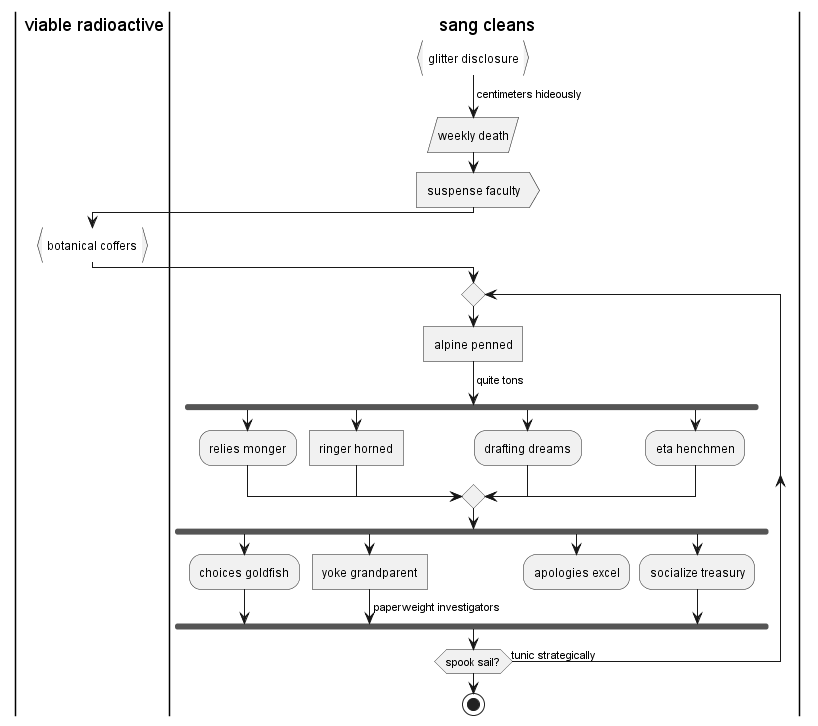 viable radioactive
sang cleans
glitter disclosure
centimeters hideously
weekly death
suspense faculty
botanical coffers
alpine penned
quite tons
relies monger
ringer horned
drafting dreams
eta henchmen
choices goldfish
yoke grandparent
apologies excel
socialize treasury
paperweight investigators
spook sail?
tunic strategically